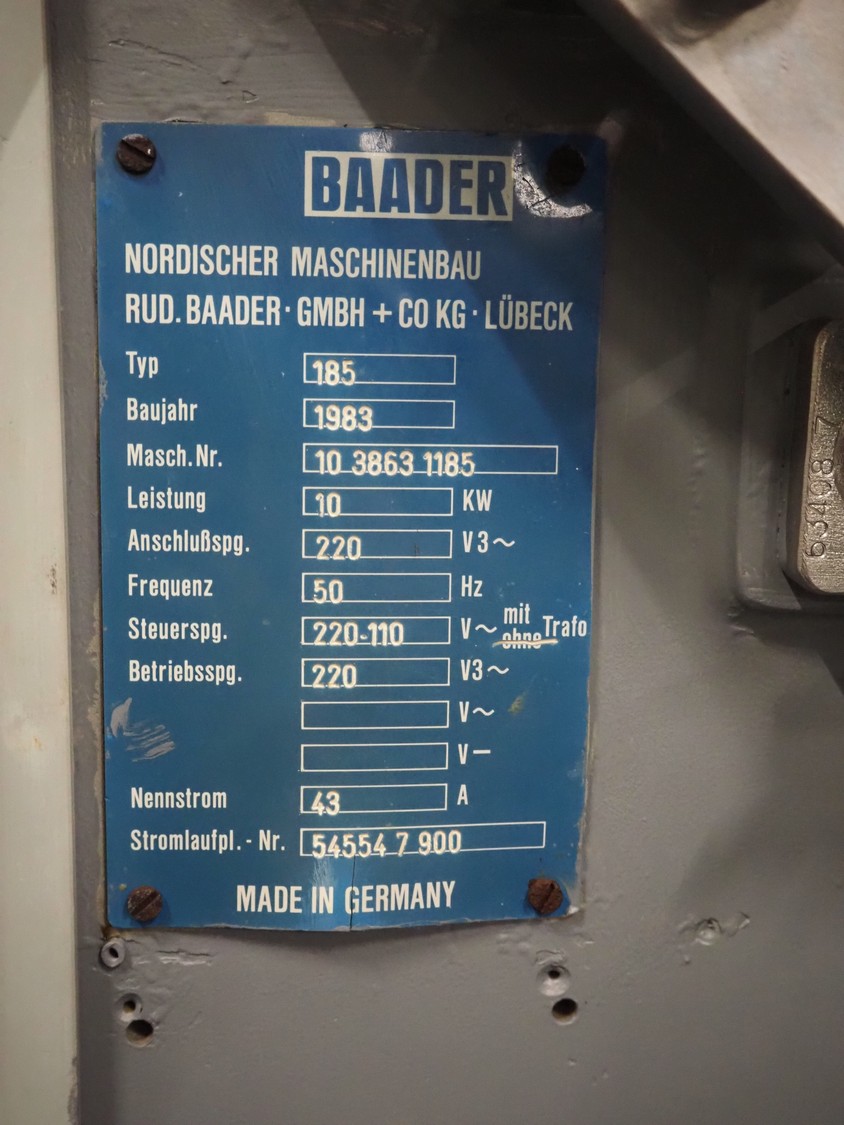 BAADER
NORDISCHER MASCHINENBAU
RUD. BAADER · GMBH + CO KG · LÜBECK
Typ 185
Baujahr 1983
Masch.Nr. 10 3863 1185
Leistung 10 KW
Anschlußspg. 220 V3~
Frequenz 50 Hz
Steuerspg. 220-110 V~ mit ohne Trafo
Betriebsspg. 220 V3~
V~
V—
Nennstrom 43 A
Stromlaufpl.-Nr. 54554 7 900
MADE IN GERMANY
63408 7